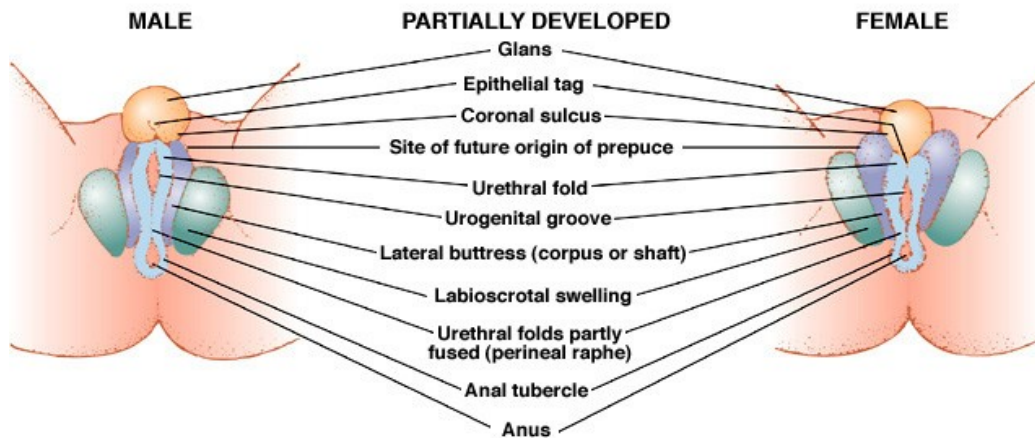 MALE PARTIALLY DEVELOPED FEMALE
Glans
Epithelial tag
Coronal sulcus
Site of future origin of prepuce
Urethral fold
Urogenital groove
Lateral buttress (corpus or shaft)
Labioscrotal swelling
Urethral folds partly
fused (perineal raphe)
Anal tubercle
Anus